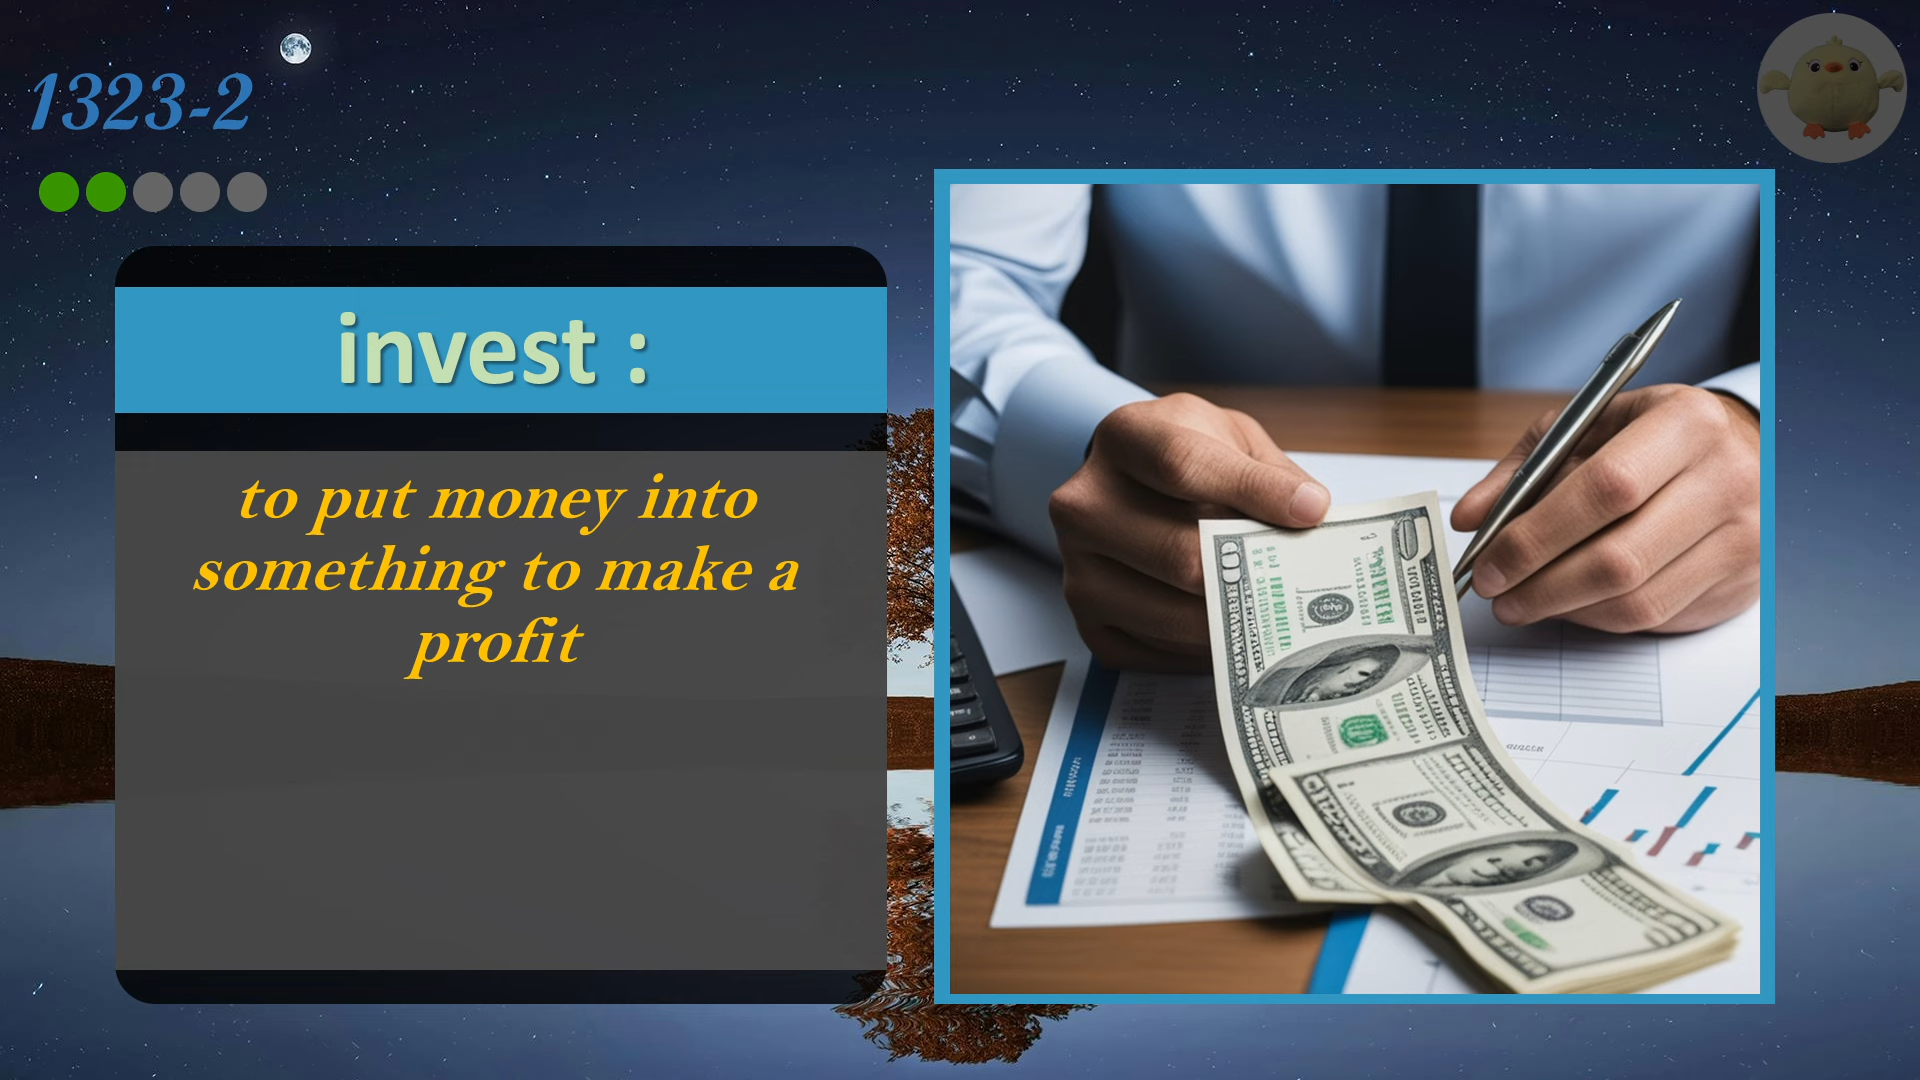 1323-2
invest :
to put money into
something to make a
profit